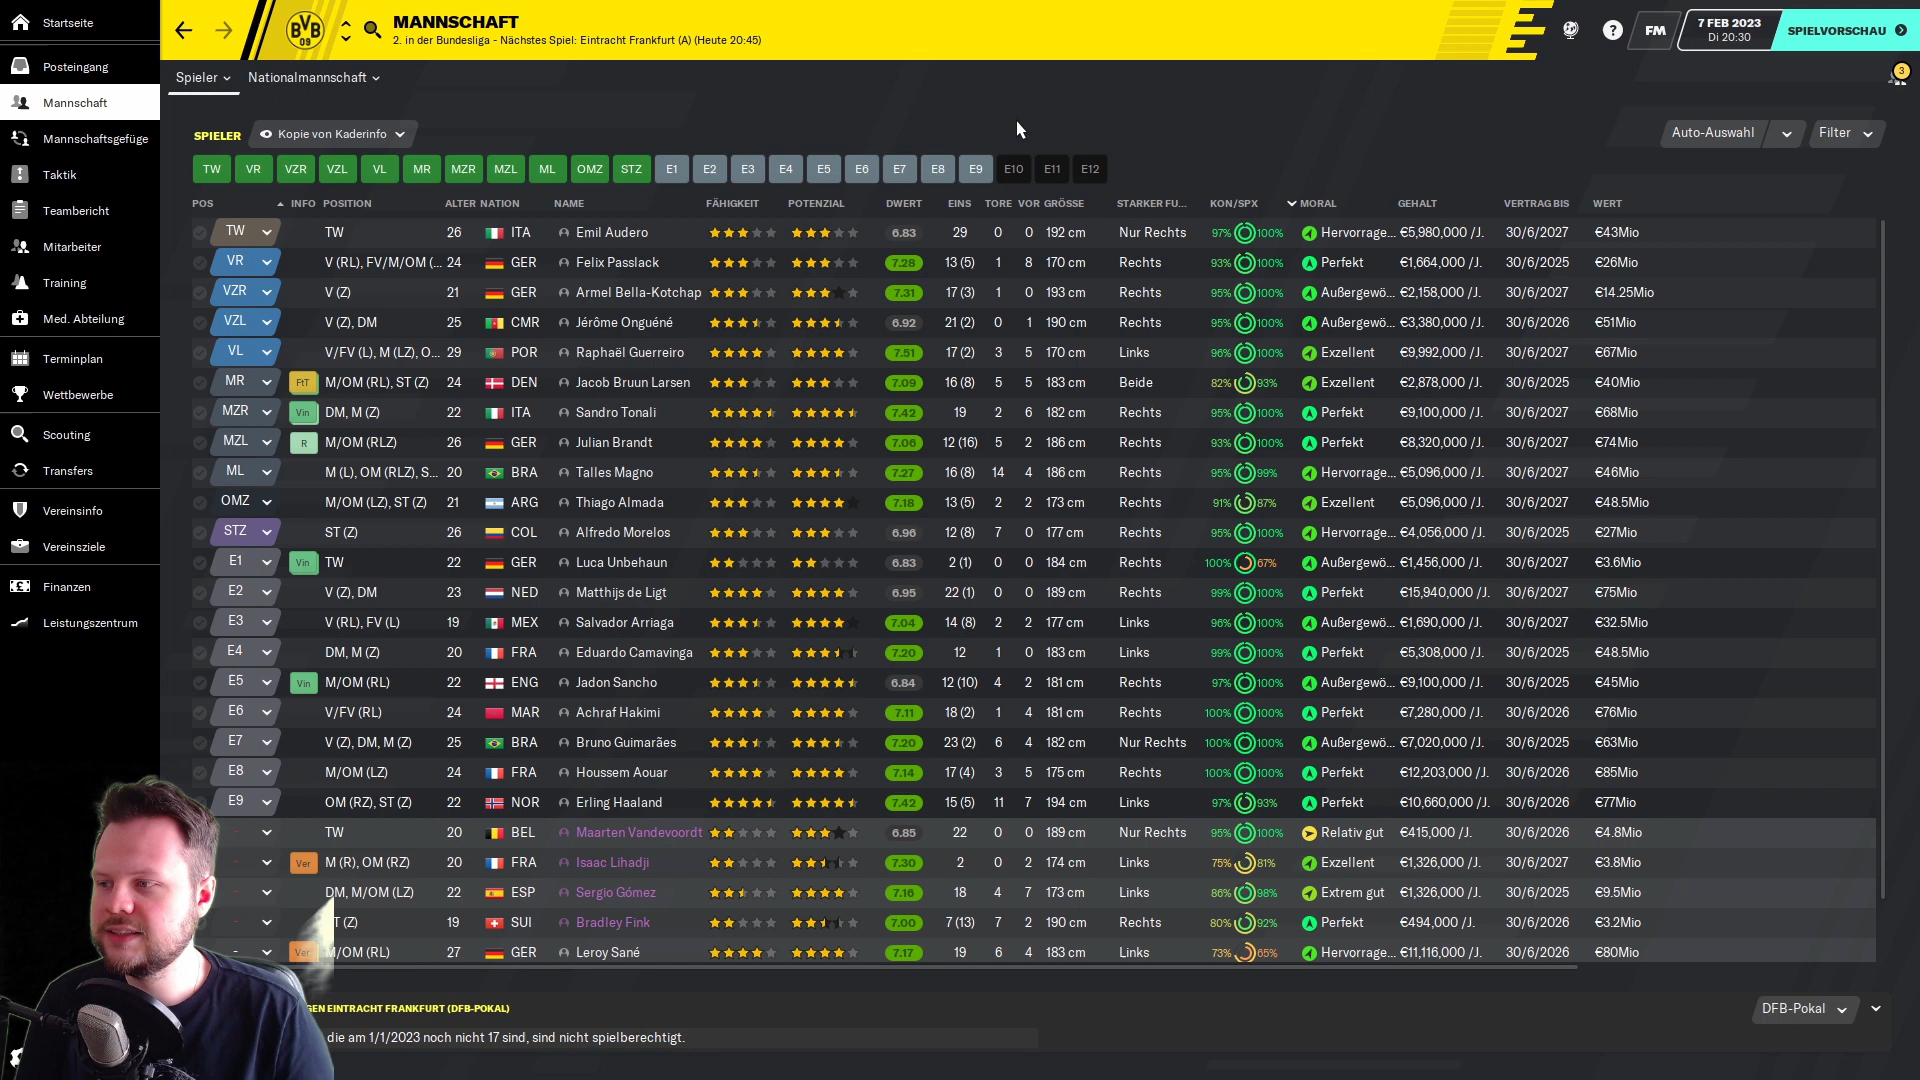 Startseite
Posteingang
Mannschaft
Mannschaftsgefüge
Taktik
Teambericht
Mitarbeiter
Training
Med. Abteilung
Terminplan
Wettbewerbe
Scouting
Transfers
Vereinsinfo
Vereinsziele
Finanzen
Leistungszentrum
BVB 09
MANNSCHAFT
2. in der Bundesliga - Nächstes Spiel: Eintracht Frankfurt (A) (Heute 20:45)
FM
7 FEB 2023
Di 20:30
SPIELVORSCHAU
3
Spieler Nationalmannschaft
SPIELER Kopie von Kaderinfo Auto-Auswahl Filter
TW VR VZR VZL VL MR MZR MZL ML OMZ STZ E1 E2 E3 E4 E5 E6 E7 E8 E9 E10 E11 E12
POS INFO POSITION ALTER NATION NAME FÄHIGKEIT POTENZIAL DWERT EINS TORE VOR GRÖSSE STARKER FU... KON/SPX MORAL GEHALT VERTRAG BIS WERT
TW TW 26 ITA Emil Audero 6.83 29 0 0 192 cm Nur Rechts 97% 100% Hervorrage... €5,980,000 /J. 30/6/2027 €43Mio
VR V (RL), FV/M/OM (... 24 GER Felix Passlack 7.28 13 (5) 1 8 170 cm Rechts 93% 100% Perfekt €1,664,000 /J. 30/6/2025 €26Mio
VZR V (Z) 21 GER Armel Bella-Kotchap 7.31 17 (3) 1 0 193 cm Rechts 95% 100% Außergewö... €2,158,000 /J. 30/6/2027 €14.25Mio
VZL V (Z), DM 25 CMR Jérôme Onguéné 6.92 21 (2) 0 1 190 cm Rechts 95% 100% Außergewö... €3,380,000 /J. 30/6/2026 €51Mio
VL V/FV (L), M (LZ), O... 29 POR Raphaël Guerreiro 7.51 17 (2) 3 5 170 cm Links 96% 100% Exzellent €9,992,000 /J. 30/6/2026 €67Mio
MR FtT M/OM (RL), ST (Z) 24 DEN Jacob Bruun Larsen 7.09 16 (8) 5 5 183 cm Beide 82% 93% Exzellent €2,878,000 /J. 30/6/2026 €40Mio
MZR Vin DM, M (Z) 22 ITA Sandro Tonali 7.42 19 2 6 182 cm Rechts 95% 100% Perfekt €9,100,000 /J. 30/6/2027 €68Mio
MZL R M/OM (RLZ) 26 GER Julian Brandt 7.06 12 (16) 5 2 186 cm Rechts 93% 100% Perfekt €8,320,000 /J. 30/6/2027 €74Mio
ML M (L), OM (RLZ), S... 20 BRA Talles Magno 7.27 16 (8) 14 4 186 cm Rechts 95% 99% Hervorrage... €5,096,000 /J. 30/6/2027 €46Mio
OMZ M/OM (LZ), ST (Z) 21 ARG Thiago Almada 7.18 13 (5) 2 2 173 cm Rechts 91% 87% Exzellent €5,096,000 /J. 30/6/2027 €48.5Mio
STZ ST (Z) 26 COL Alfredo Morelos 6.96 12 (8) 7 0 177 cm Rechts 95% 100% Hervorrage... €4,056,000 /J. 30/6/2025 €27Mio
E1 Vin TW 22 GER Luca Unbehaun 6.83 2 (1) 0 0 184 cm Rechts 100% 67% Außergewö... €1,456,000 /J. 30/6/2027 €3.6Mio
E2 V (Z), DM 23 NED Matthijs de Ligt 6.95 22 (1) 0 0 189 cm Rechts 99% 100% Perfekt €15,940,000 /J. 30/6/2027 €75Mio
E3 V (RL), FV (L) 19 MEX Salvador Arriaga 7.04 14 (8) 2 2 177 cm Links 96% 100% Außergewö... €1,690,000 /J. 30/6/2027 €32.5Mio
E4 DM, M (Z) 20 FRA Eduardo Camavinga 7.20 12 1 0 183 cm Links 99% 100% Perfekt €5,308,000 /J. 30/6/2025 €48.5Mio
E5 Vin M/OM (RL) 22 ENG Jadon Sancho 6.84 12 (10) 4 2 181 cm Rechts 97% 100% Außergewö... €9,100,000 /J. 30/6/2025 €45Mio
E6 V/FV (RL) 24 MAR Achraf Hakimi 7.11 18 (2) 1 4 181 cm Rechts 100% 100% Perfekt €7,280,000 /J. 30/6/2026 €76Mio
E7 V (Z), DM, M (Z) 25 BRA Bruno Guimarães 7.20 23 (2) 6 4 182 cm Nur Rechts 100% 100% Außergewö... €7,020,000 /J. 30/6/2025 €63Mio
E8 M/OM (LZ) 24 FRA Houssem Aouar 7.14 17 (4) 3 5 175 cm Rechts 100% 100% Perfekt €12,203,000 /J. 30/6/2026 €85Mio
E9 OM (RZ), ST (Z) 22 NOR Erling Haaland 7.42 15 (5) 11 7 194 cm Links 97% 93% Perfekt €10,660,000 /J. 30/6/2026 €77Mio
- TW 20 BEL Maarten Vandevoordt 6.85 22 0 0 189 cm Nur Rechts 95% 100% Relativ gut €415,000 /J. 30/6/2026 €4.8Mio
- Ver M (R), OM (RZ) 20 FRA Isaac Lihadji 7.30 2 0 2 174 cm Links 75% 81% Exzellent €1,326,000 /J. 30/6/2027 €3.8Mio
- DM, M/OM (LZ) 22 ESP Sergio Gómez 7.16 18 4 7 173 cm Links 86% 98% Extrem gut €1,326,000 /J. 30/6/2025 €9.5Mio
- T (Z) 19 SUI Bradley Fink 7.00 7 (13) 7 2 190 cm Rechts 80% 92% Perfekt €494,000 /J. 30/6/2026 €3.2Mio
- Ver M/OM (RL) 27 GER Leroy Sané 7.17 19 6 4 183 cm Links 73% 65% Hervorrage... €11,116,000 /J. 30/6/2026 €80Mio
GEN EINTRACHT FRANKFURT (DFB-POKAL) DFB-Pokal
die am 1/1/2023 noch nicht 17 sind, sind nicht spielberechtigt.